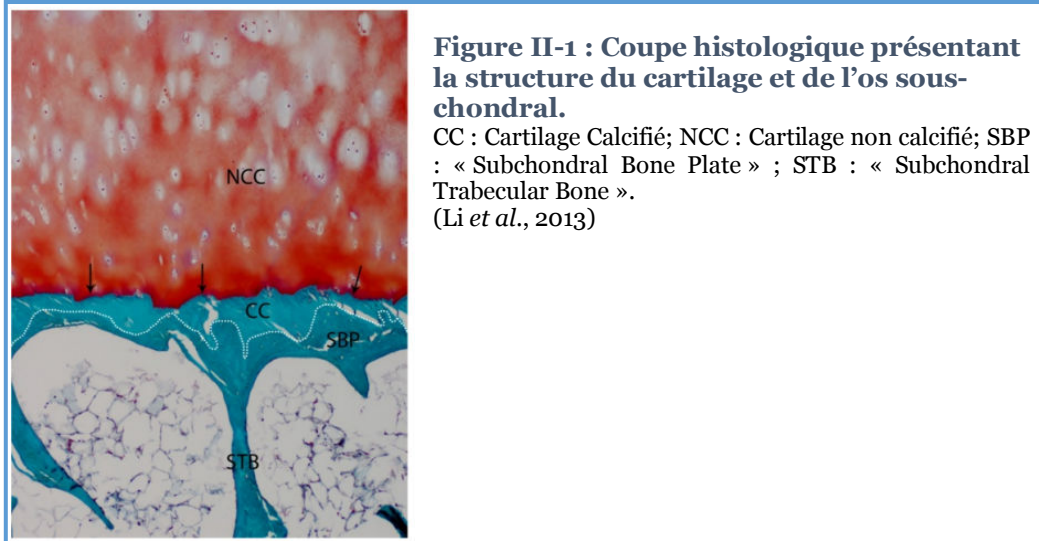 Figure II-1 : Coupe histologique présentant
la structure du cartilage et de l’os sous-
chondral.
CC : Cartilage Calcifié; NCC : Cartilage non calcifié; SBP
: « Subchondral Bone Plate » ; STB : « Subchondral
Trabecular Bone ».
(Li et al., 2013)
NCC
CC
SBP
STB